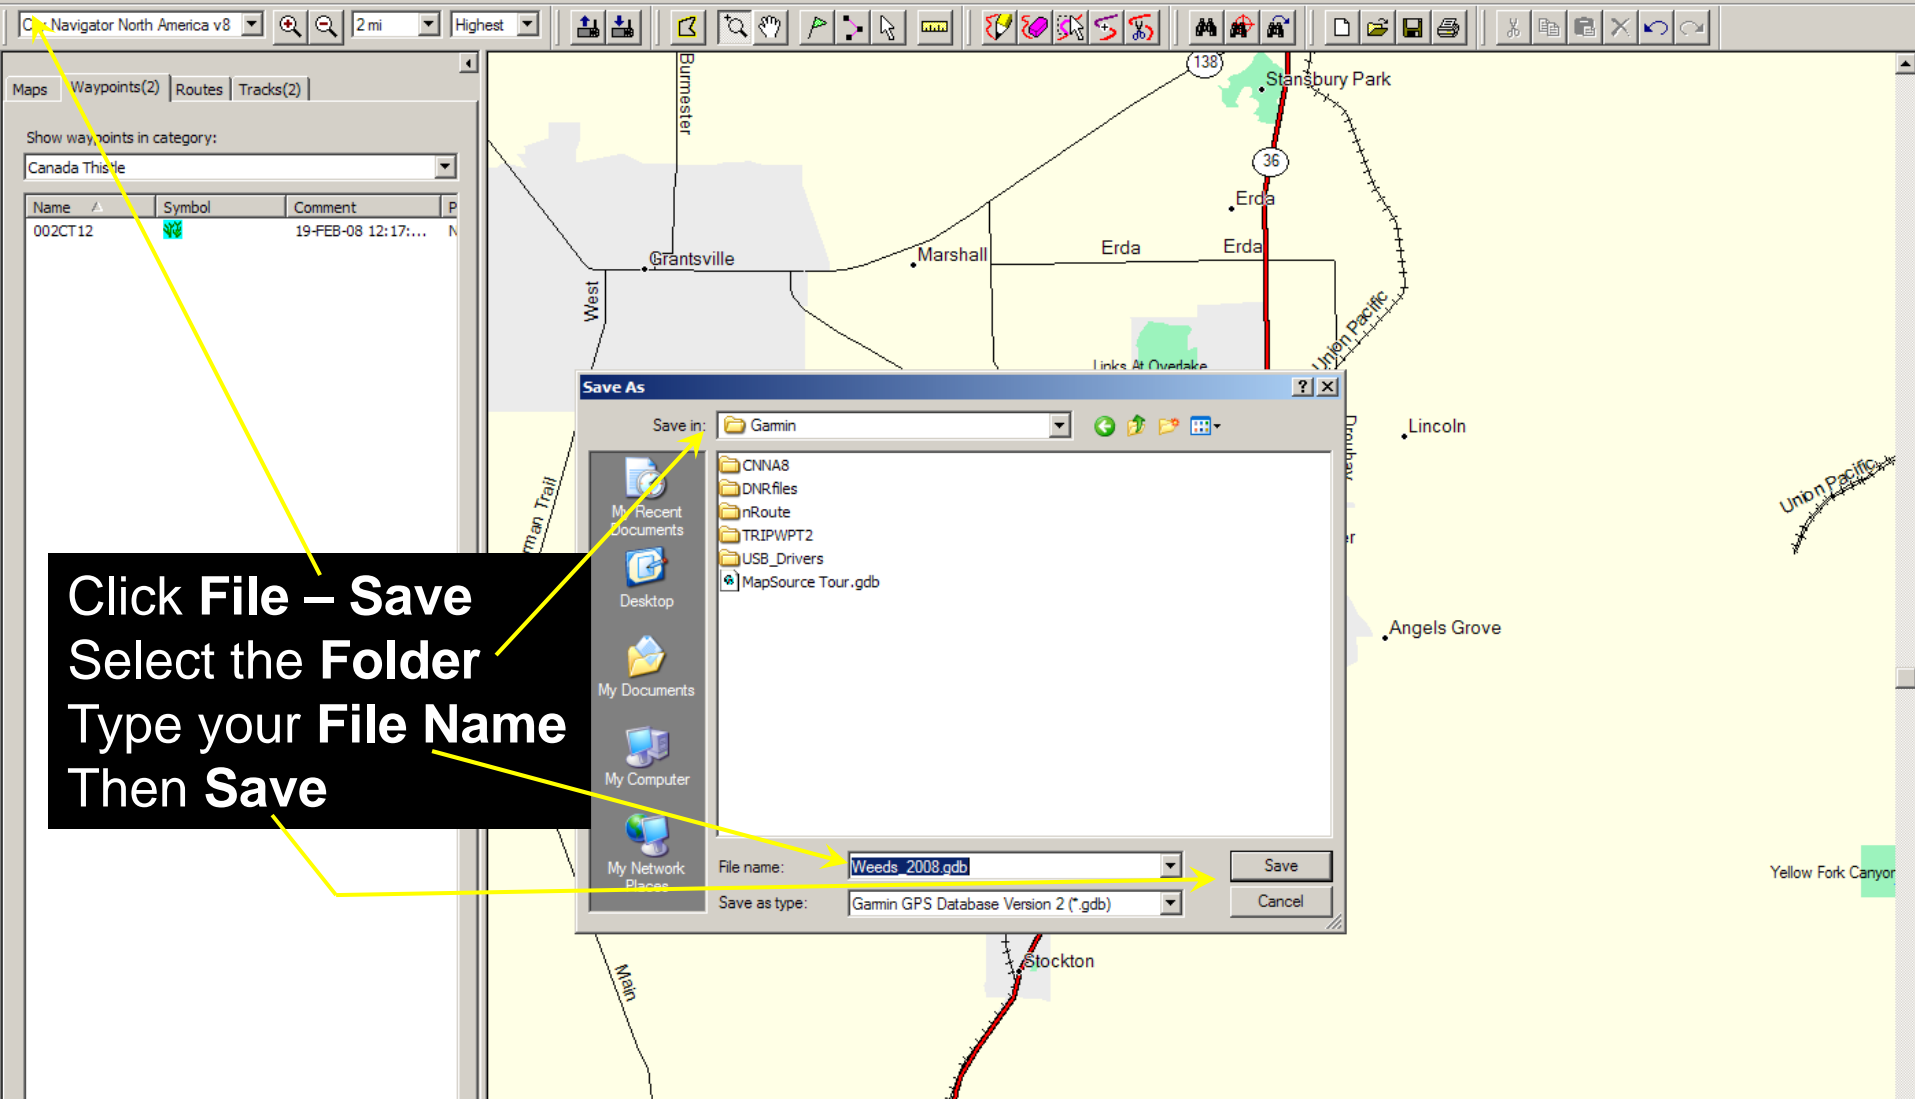 Navigator North America v8
2 mi
Highest
Maps
Waypoints(2)
Routes
Tracks(2)
Show waypoints in category:
Canada Thistle
Name
Symbol
Comment
P
002CT12
19-FEB-08 12:17:...
N
Burmester
138
Stansbury Park
36
Erda
Grantsville
Marshall
Erda
Erda
West
Union Pacific
Links At Overlake
Lincoln
Union Pacific
Trail
Angels Grove
Yellow Fork Canyon
Stockton
Main
Save As
Save in:
Garmin
CNNA8
DNRfiles
nRoute
TRIPWPT2
USB_Drivers
MapSource Tour.gdb
My Recent
Documents
Desktop
My Documents
My Computer
My Network
Places
File name:
Weeds_2008.gdb
Save
Save as type:
Garmin GPS Database Version 2 (*.gdb)
Cancel
Click File – Save
Select the Folder
Type your File Name
Then Save